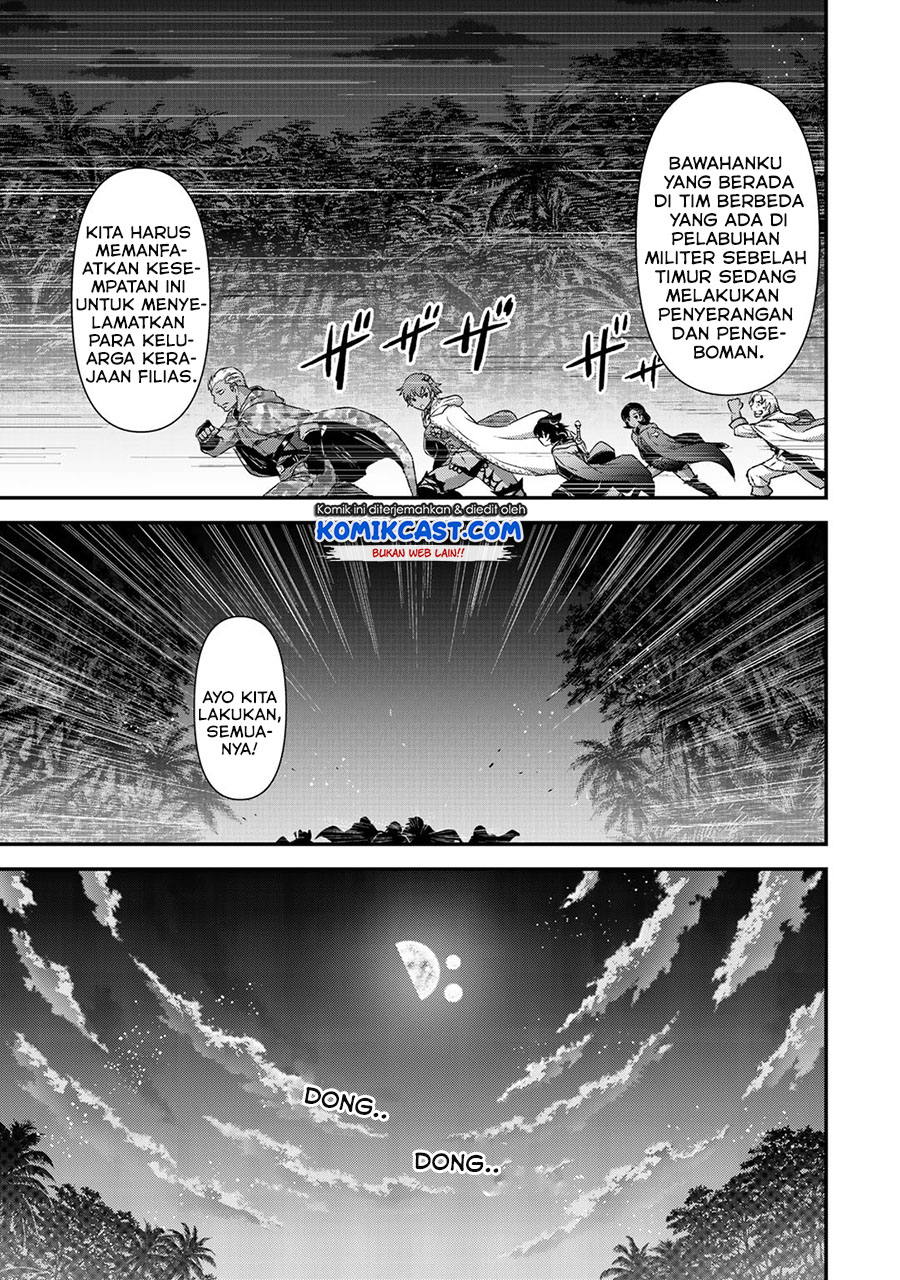 BAWAHANKU
YANG BERADA
DI TIM BERBEDA
YANG ADA DI
PELABUHAN
MILITER SEBELAH
TIMUR SEDANG
MELAKUKAN
PENYERANGAN
DAN PENGE-
BOMAN.
KITA HARUS
MEMANFA-
ATKAN KESE-
MPATAN INI
UNTUK MENYE-
LAMATKAN
PARA KELU-
ARGA KERA-
JAAN FILIAS.
ザ゛ ザ゛ ザ゛ ザ゛
Komik ini diterjemahkan & diedit oleh
KOMIKCAST.COM
BUKAN WEB LAIN!!
AYO KITA
LAKUKAN,
SEMUA-
NYA!
DONG..
DONG..